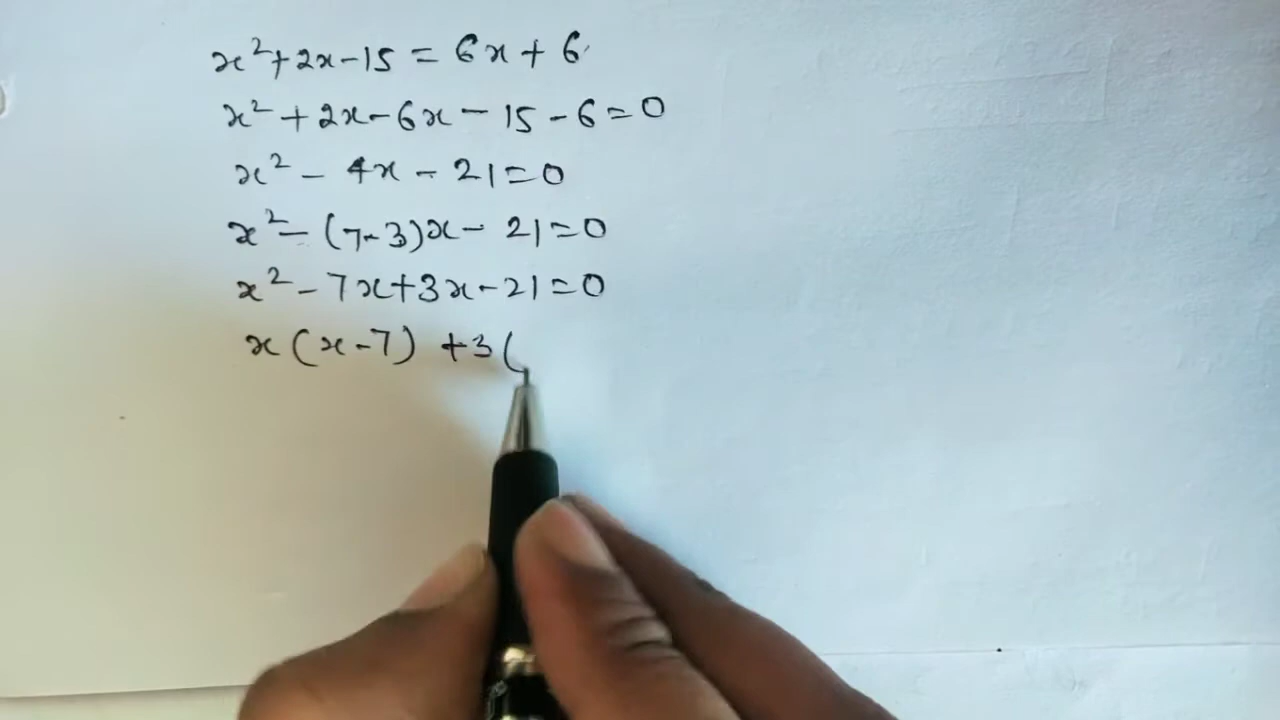 x²+2x-15 = 6x+6
x²+2x-6x-15-6=0
x²-4x-21=0
x²-(7-3)x-21=0
x²-7x+3x-21=0
x(x-7)+3(